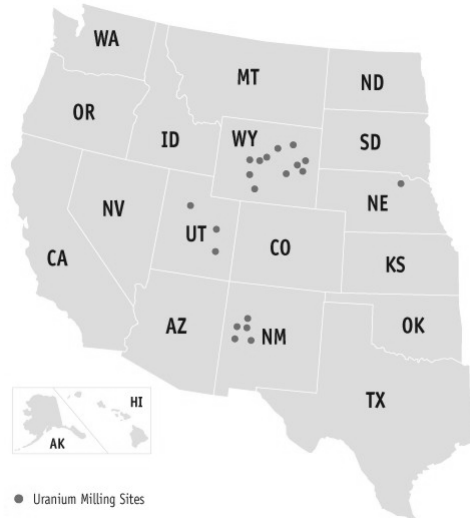 WA
MT
ND
OR
ID
WY
SD
NE
NV
UT
CO
KS
CA
AZ
NM
OK
TX
HI
AK
Uranium Milling Sites